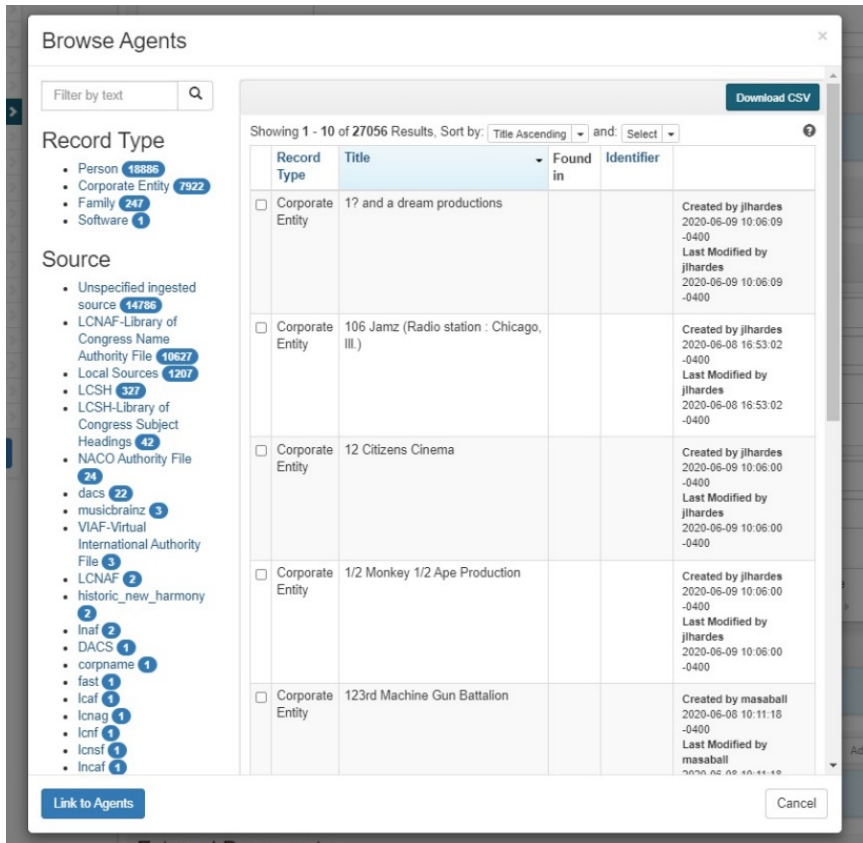 Browse Agents
×
Filter by text
Record Type
Person 18886
Corporate Entity 7922
Family 247
Software 1
Source
Unspecified ingested
source 14786
LCNAF-Library of
Congress Name
Authority File 10627
Local Sources 1207
LCSH 327
LCSH-Library of
Congress Subject
Headings 42
NACO Authority File
24
dacs 22
musicbrainz 3
VIAF-Virtual
International Authority
File 3
LCNAF 2
historic_new_harmony
2
lnaf 2
DACS 1
corpname 1
fast 1
lcaf 1
lcnag 1
lcnf 1
lcnsf 1
lncaf 1
Download CSV
Showing 1 - 10 of 27056 Results, Sort by: Title Ascending and: Select
Record Type Title Found in Identifier
Corporate Entity 1? and a dream productions
Created by jlhardes
2020-06-09 10:06:09
-0400
Last Modified by
jlhardes
2020-06-09 10:06:09
-0400
Corporate Entity 106 Jamz (Radio station : Chicago,
Ill.)
Created by jlhardes
2020-06-08 16:53:02
-0400
Last Modified by
jlhardes
2020-06-08 16:53:02
-0400
Corporate Entity 12 Citizens Cinema
Created by jlhardes
2020-06-09 10:06:00
-0400
Last Modified by
jlhardes
2020-06-09 10:06:00
-0400
Corporate Entity 1/2 Monkey 1/2 Ape Production
Created by jlhardes
2020-06-09 10:06:00
-0400
Last Modified by
jlhardes
2020-06-09 10:06:00
-0400
Corporate Entity 123rd Machine Gun Battalion
Created by masaball
2020-06-08 10:11:18
-0400
Last Modified by
masaball
2020-06-08 10:11:18
Link to Agents
Cancel